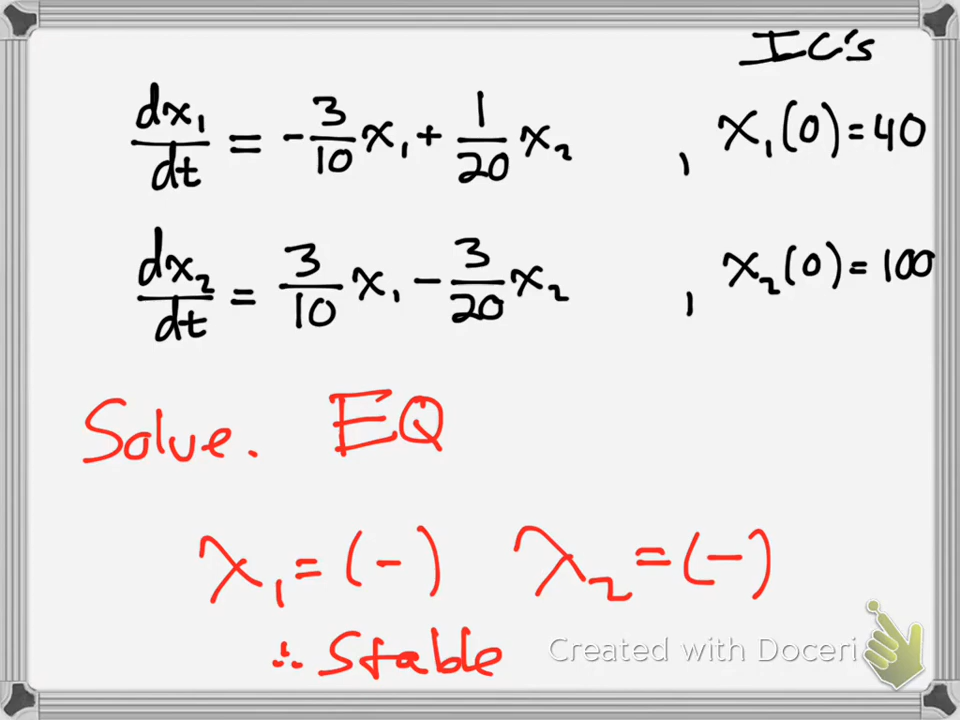 IC's
dx₁/dt = -3/10 x₁ + 1/20 x₂ , x₁(0)=40
dx₂/dt = 3/10 x₁ - 3/20 x₂ , x₂(0)=100
Solve. EQ
λ₁=(-) λ₂=(-)
∴ Stable
Created with Doceri